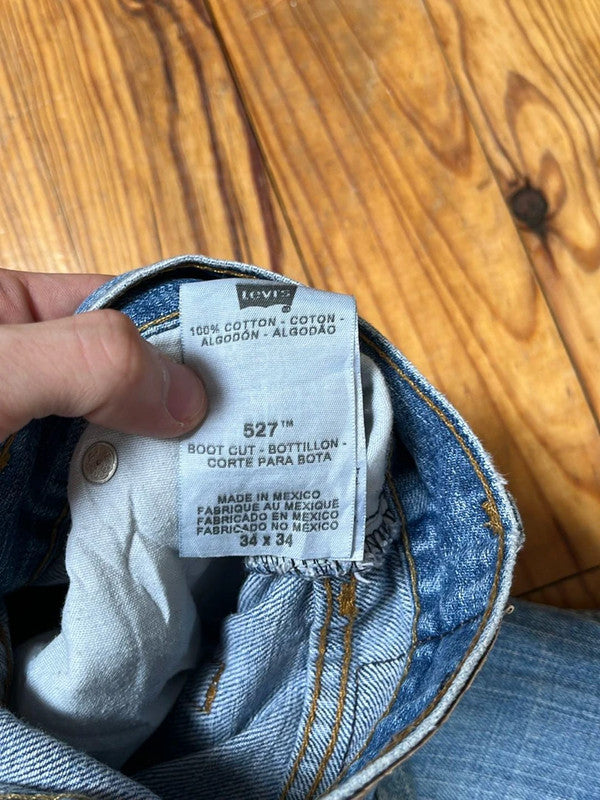 Levi's
®
100% COTTON - COTON -
ALGODÓN - ALGODÃO
527™
BOOT CUT - BOTTILLON -
CORTE PARA BOTA
MADE IN MEXICO
FABRIQUE AU MEXIQUE
FABRICADO EN MEXICO
FABRICADO NO MEXICO
34 x 34